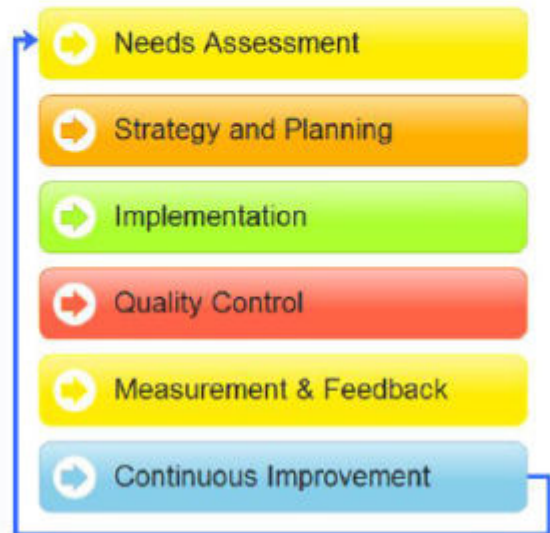 Needs Assessment
Strategy and Planning
Implementation
Quality Control
Measurement & Feedback
Continuous Improvement